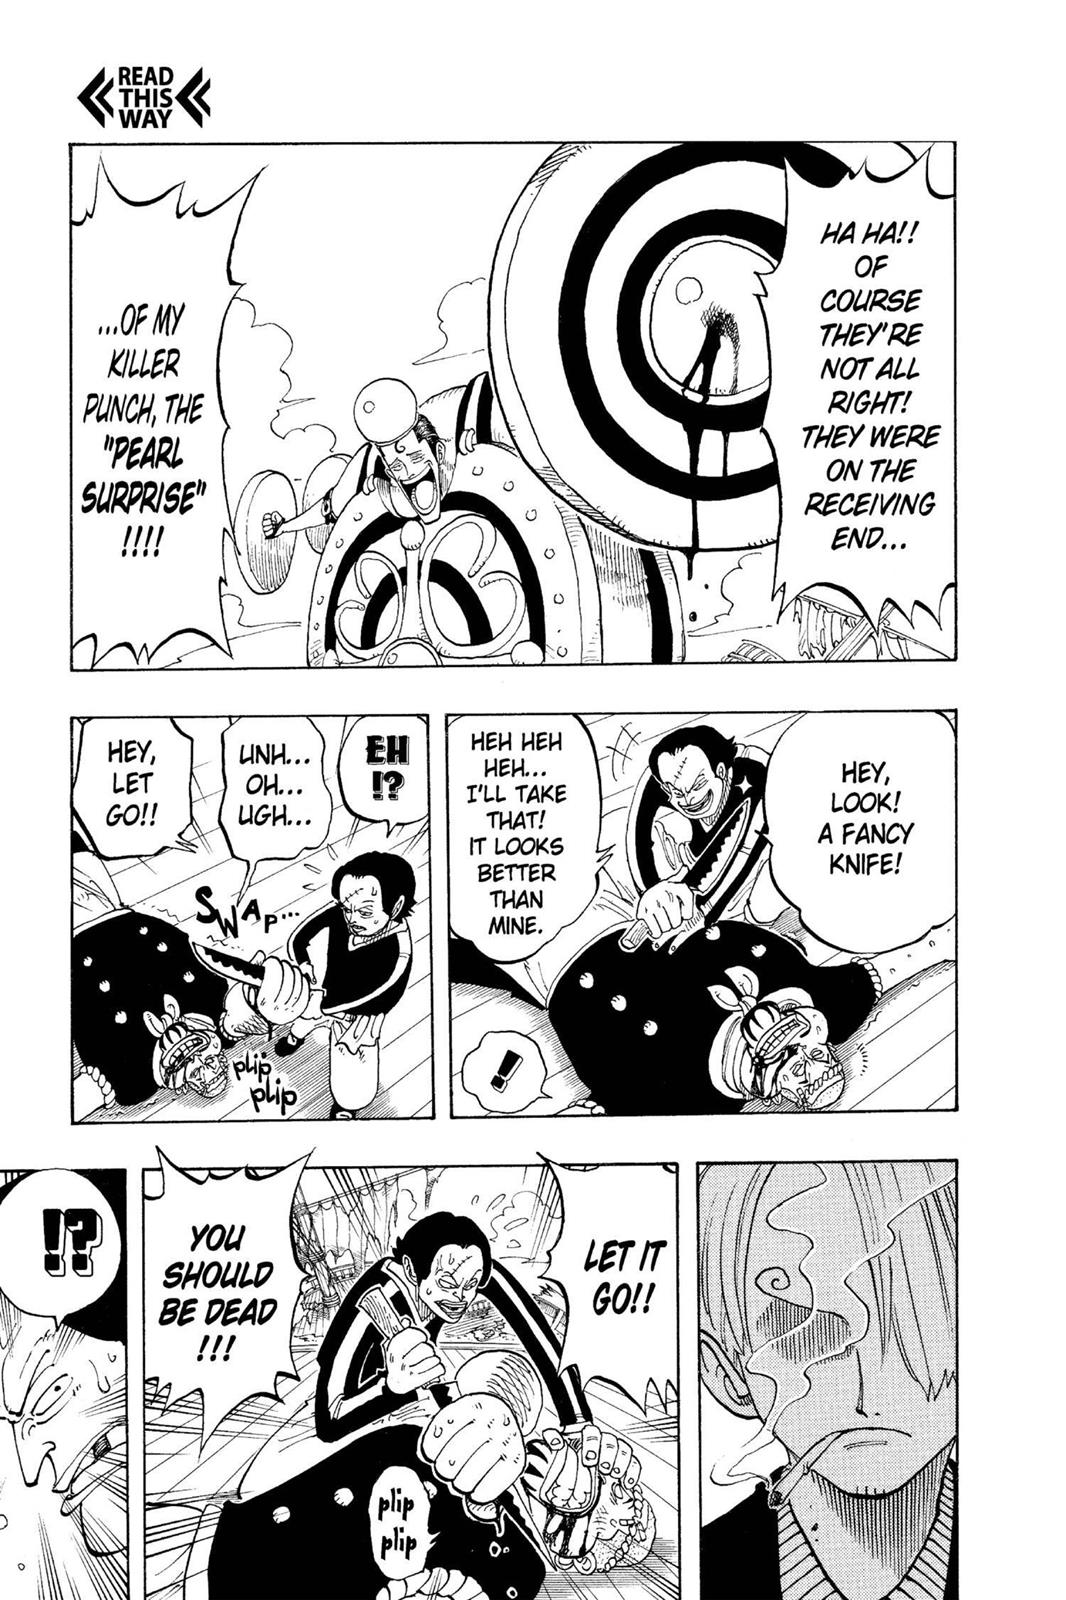 READ
THIS
WAY
HA HA!!
OF
COURSE
THEY'RE
NOT ALL
RIGHT!
THEY WERE
ON THE
RECEIVING
END...
...OF MY
KILLER
PUNCH, THE
"PEARL
SURPRISE"
!!!!
HEY,
LOOK!
A FANCY
KNIFE!
HEH HEH
HEH...
I'LL TAKE
THAT!
IT LOOKS
BETTER
THAN
MINE.
!
EH
!?
UNH...
OH...
UGH...
HEY,
LET
GO!!
SWAP...
plip
plip
LET IT
GO!!
YOU
SHOULD
BE DEAD
!!!
plip
plip
!?